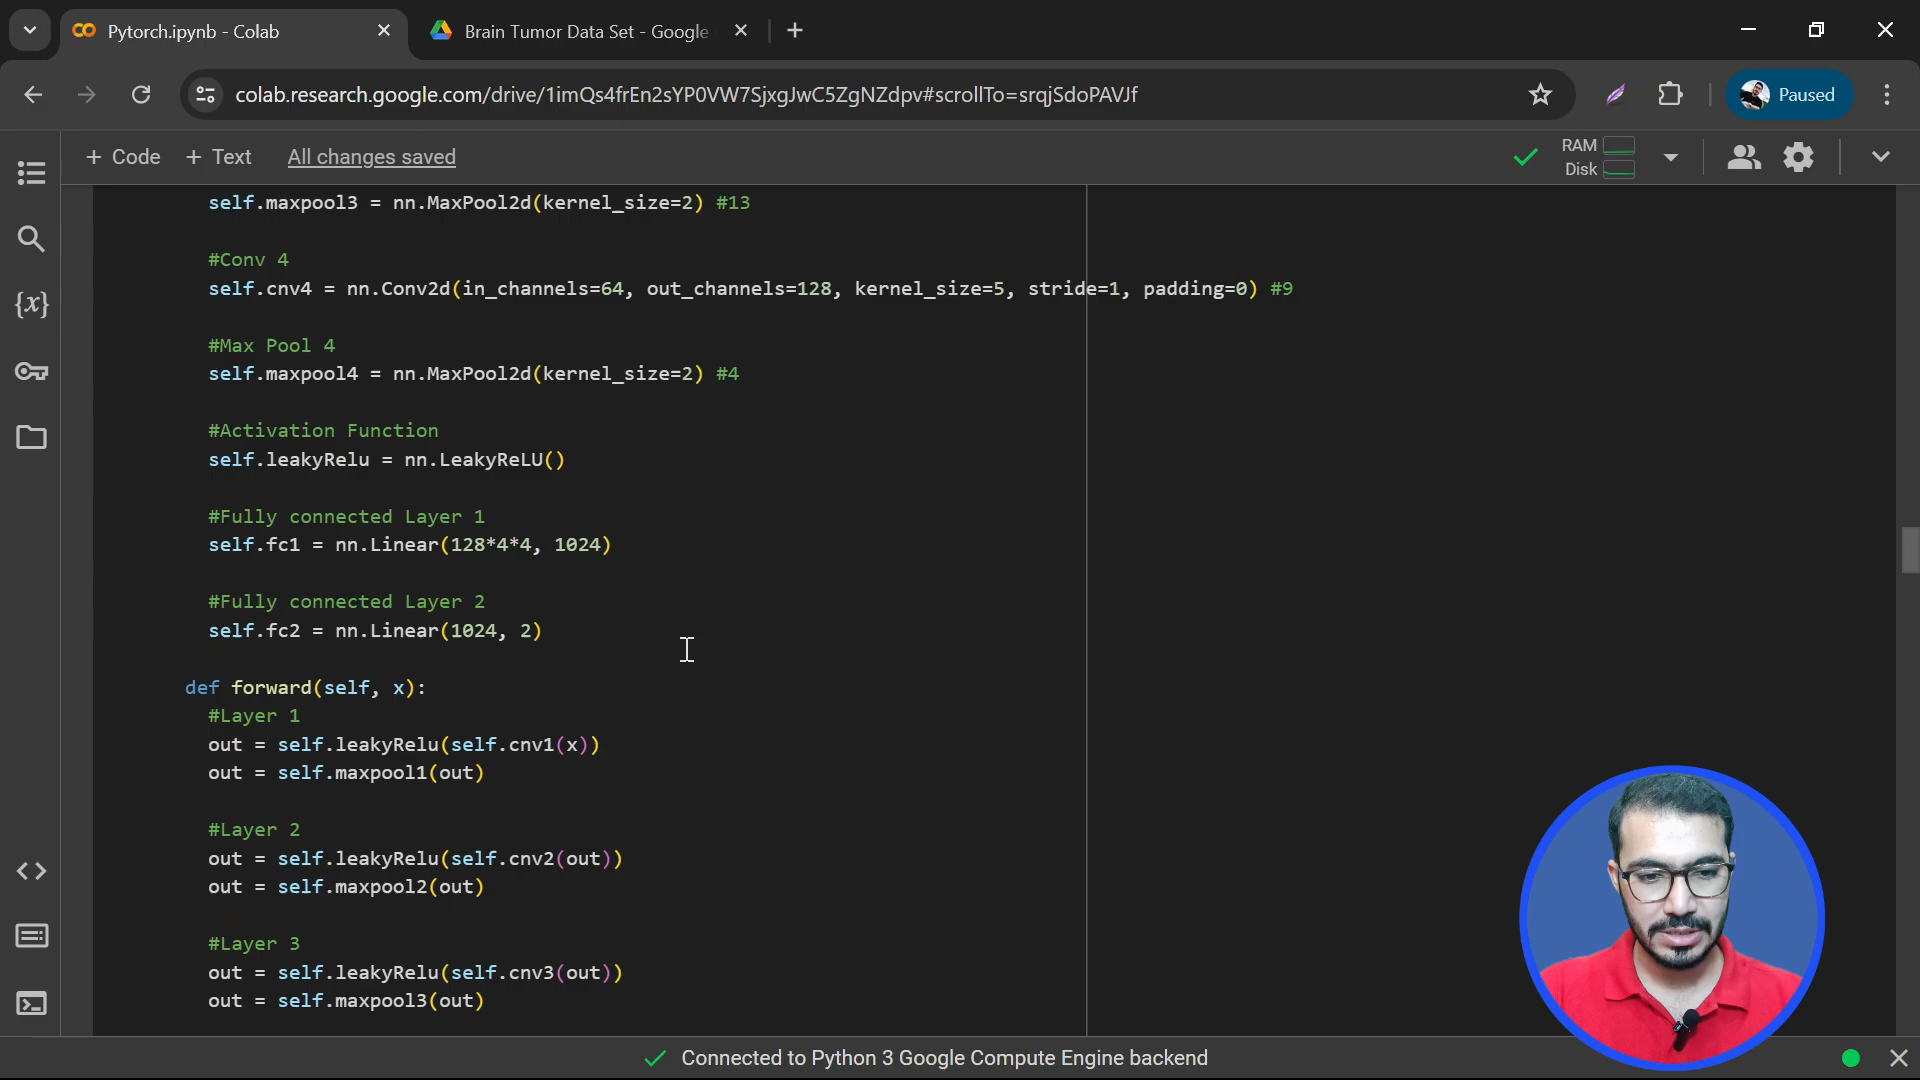 Pytorch.ipynb - Colab
Brain Tumor Data Set - Google
colab.research.google.com/drive/1imQs4frEn2sYP0VW7SjxgJwC5ZgNZdpv#scrollTo=srqjSdoPAVJf
Paused
+ Code + Text All changes saved
RAM
Disk
self.maxpool3 = nn.MaxPool2d(kernel_size=2) #13
#Conv 4
self.cnv4 = nn.Conv2d(in_channels=64, out_channels=128, kernel_size=5, stride=1, padding=0) #9
#Max Pool 4
self.maxpool4 = nn.MaxPool2d(kernel_size=2) #4
#Activation Function
self.leakyRelu = nn.LeakyReLU()
#Fully connected Layer 1
self.fc1 = nn.Linear(128*4*4, 1024)
#Fully connected Layer 2
self.fc2 = nn.Linear(1024, 2)
def forward(self, x):
#Layer 1
out = self.leakyRelu(self.cnv1(x))
out = self.maxpool1(out)
#Layer 2
out = self.leakyRelu(self.cnv2(out))
out = self.maxpool2(out)
#Layer 3
out = self.leakyRelu(self.cnv3(out))
out = self.maxpool3(out)
Connected to Python 3 Google Compute Engine backend